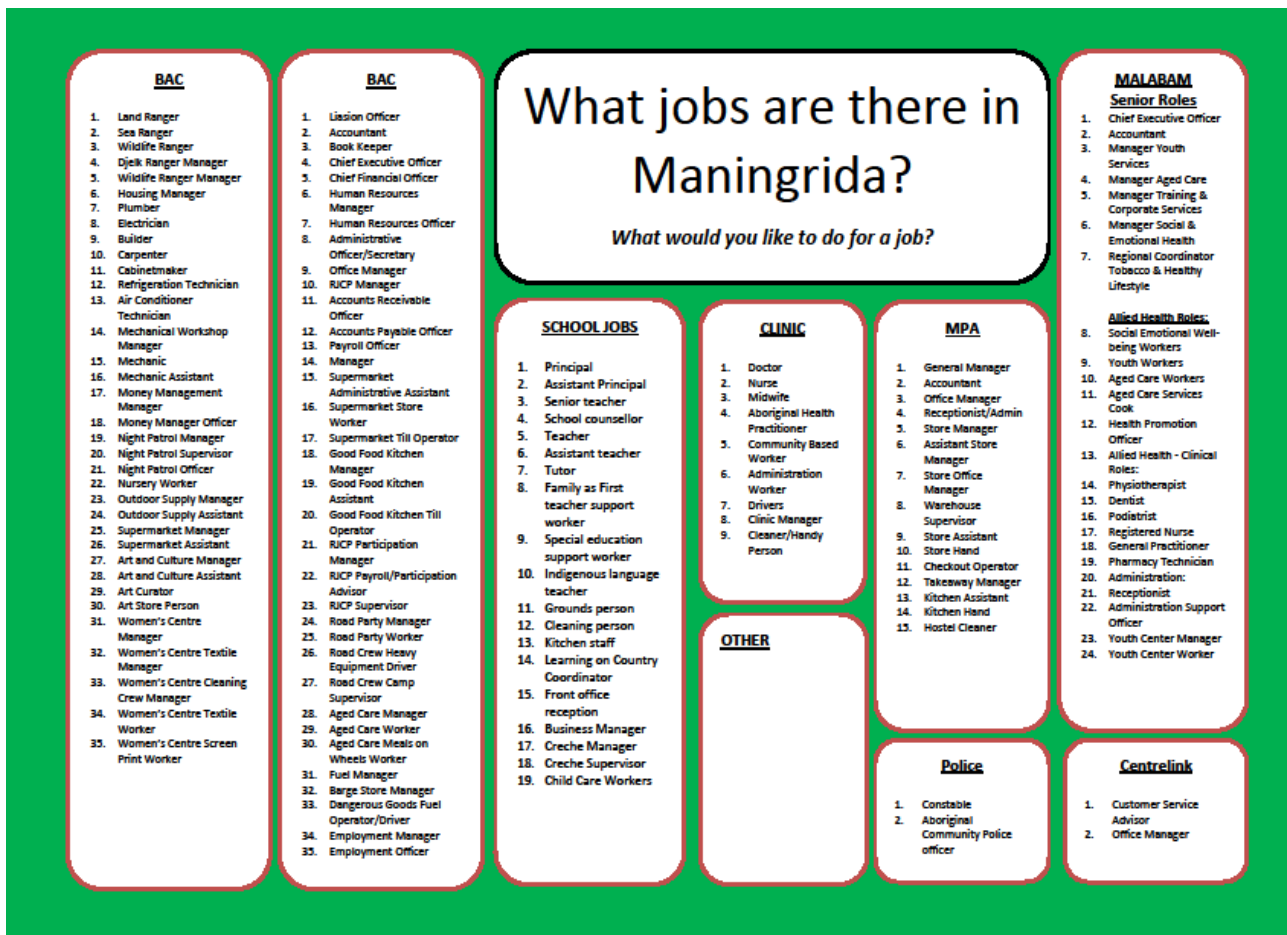 BAC
1. Land Ranger
2. Sea Ranger
3. Wildlife Ranger
4. Djelk Ranger Manager
5. Wildlife Ranger Manager
6. Housing Manager
7. Plumber
8. Electrician
9. Builder
10. Carpenter
11. Cabinetmaker
12. Refrigeration Technician
13. Air Conditioner
Technician
14. Mechanical Workshop
Manager
15. Mechanic
16. Mechanic Assistant
17. Money Management
Manager
18. Money Manager Officer
19. Night Patrol Manager
20. Night Patrol Supervisor
21. Night Patrol Officer
22. Nursery Worker
23. Outdoor Supply Manager
24. Outdoor Supply Assistant
25. Supermarket Manager
26. Supermarket Assistant
27. Art and Culture Manager
28. Art and Culture Assistant
29. Art Curator
30. Art Store Person
31. Women's Centre
Manager
32. Women's Centre Textile
Manager
33. Women's Centre Cleaning
Crew Manager
34. Women's Centre Textile
Worker
35. Women's Centre Screen
Print Worker
BAC
1. Liasion Officer
2. Accountant
3. Book Keeper
4. Chief Executive Officer
5. Chief Financial Officer
6. Human Resources
Manager
7. Human Resources Officer
8. Administrative
Officer/Secretary
9. Office Manager
10. RJCP Manager
11. Accounts Receivable
Officer
12. Accounts Payable Officer
13. Payroll Officer
14. Manager
15. Supermarket
Administrative Assistant
16. Supermarket Store
Worker
17. Supermarket Till Operator
18. Good Food Kitchen
Manager
19. Good Food Kitchen
Assistant
20. Good Food Kitchen Till
Operator
21. RJCP Participation
Manager
22. RJCP Payroll/Participation
Advisor
23. RJCP Supervisor
24. Road Party Manager
25. Road Party Worker
26. Road Crew Heavy
Equipment Driver
27. Road Crew Camp
Supervisor
28. Aged Care Manager
29. Aged Care Worker
30. Aged Care Meals on
Wheels Worker
31. Fuel Manager
32. Barge Store Manager
33. Dangerous Goods Fuel
Operator/Driver
34. Employment Manager
35. Employment Officer
What jobs are there in
Maningrida?
What would you like to do for a job?
SCHOOL JOBS
1. Principal
2. Assistant Principal
3. Senior teacher
4. School counsellor
5. Teacher
6. Assistant teacher
7. Tutor
8. Family as First
teacher support
worker
9. Special education
support worker
10. Indigenous language
teacher
11. Grounds person
12. Cleaning person
13. Kitchen staff
14. Learning on Country
Coordinator
15. Front office
reception
16. Business Manager
17. Creche Manager
18. Creche Supervisor
19. Child Care Workers
CLINIC
1. Doctor
2. Nurse
3. Midwife
4. Aboriginal Health
Practitioner
5. Community Based
Worker
6. Administration
Worker
7. Drivers
8. Clinic Manager
9. Cleaner/Handy
Person
OTHER
MPA
1. General Manager
2. Accountant
3. Office Manager
4. Receptionist/Admin
5. Store Manager
6. Assistant Store
Manager
7. Store Office
Manager
8. Warehouse
Supervisor
9. Store Assistant
10. Store Hand
11. Checkout Operator
12. Takeaway Manager
13. Kitchen Assistant
14. Kitchen Hand
15. Hostel Cleaner
Police
1. Constable
2. Aboriginal
Community Police
officer
MALABAM
Senior Roles
1. Chief Executive Officer
2. Accountant
3. Manager Youth
Services
4. Manager Aged Care
5. Manager Training &
Corporate Services
6. Manager Social &
Emotional Health
7. Regional Coordinator
Tobacco & Healthy
Lifestyle
Allied Health Roles:
8. Social Emotional Well-
being Workers
9. Youth Workers
10. Aged Care Workers
11. Aged Care Services
Cook
12. Health Promotion
Officer
13. Allied Health - Clinical
Roles:
14. Physiotherapist
15. Dentist
16. Podiatrist
17. Registered Nurse
18. General Practitioner
19. Pharmacy Technician
20. Administration:
21. Receptionist
22. Administration Support
Officer
23. Youth Center Manager
24. Youth Center Worker
Centrelink
1. Customer Service
Advisor
2. Office Manager